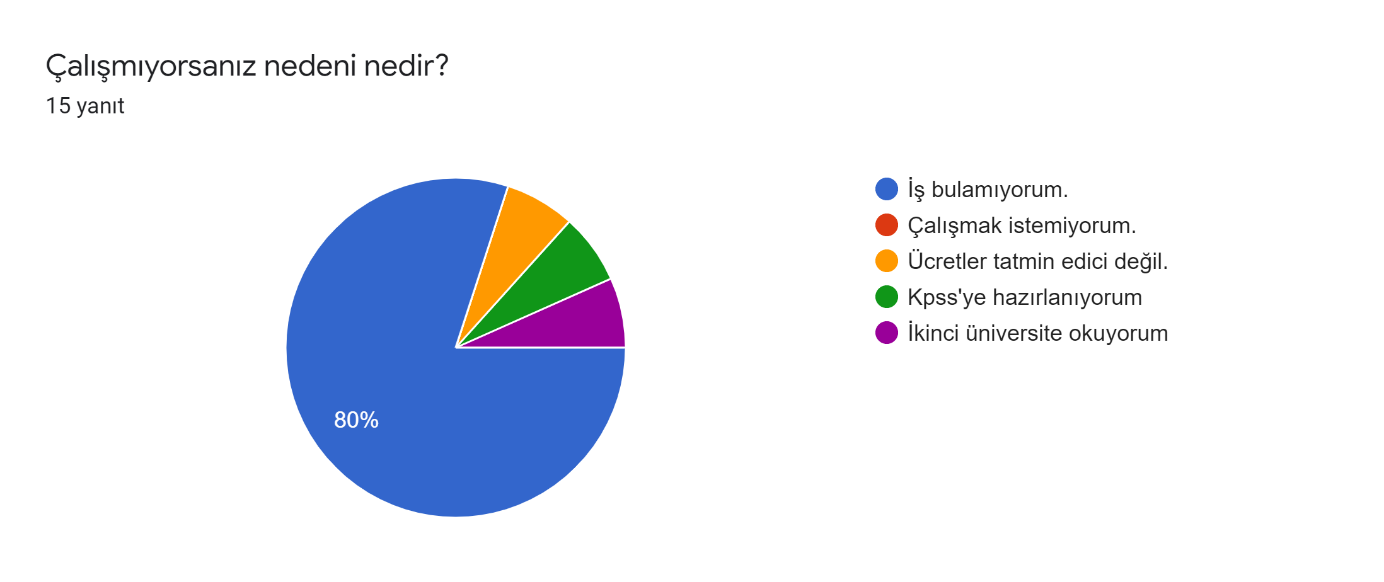 Çalışmıyorsanız nedeni nedir?
15 yanıt
İş bulamıyorum.
Çalışmak istemiyorum.
Ücretler tatmin edici değil.
Kpss'ye hazırlanıyorum
İkinci üniversite okuyorum
80%